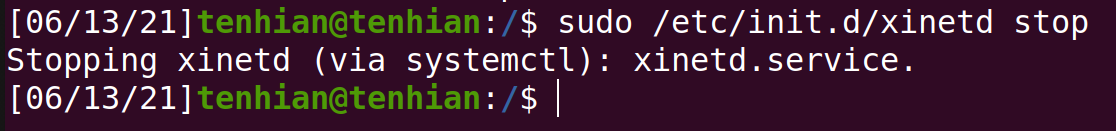 [06/13/21]tenhian@tenhian:/$ sudo /etc/init.d/xinetd stop
Stopping xinetd (via systemctl): xinetd.service.
[06/13/21]tenhian@tenhian:/$